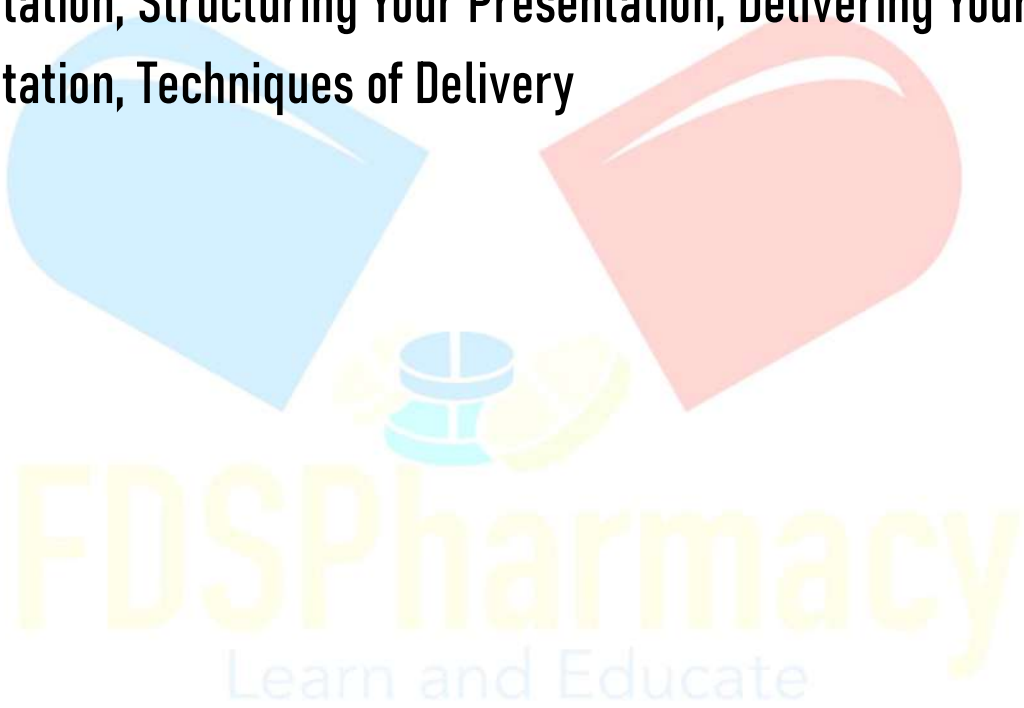 tation, Structuring Your Presentation, Delivering Your
tation, Techniques of Delivery
FDSPharmacy
Learn and Educate